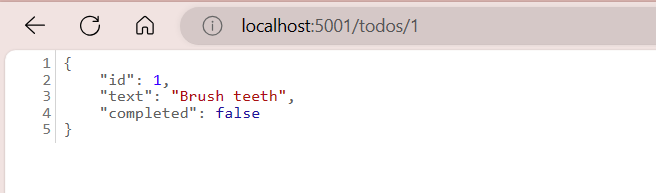 localhost:5001/todos/1
1 {
2     "id": 1,
3     "text": "Brush teeth",
4     "completed": false
5 }